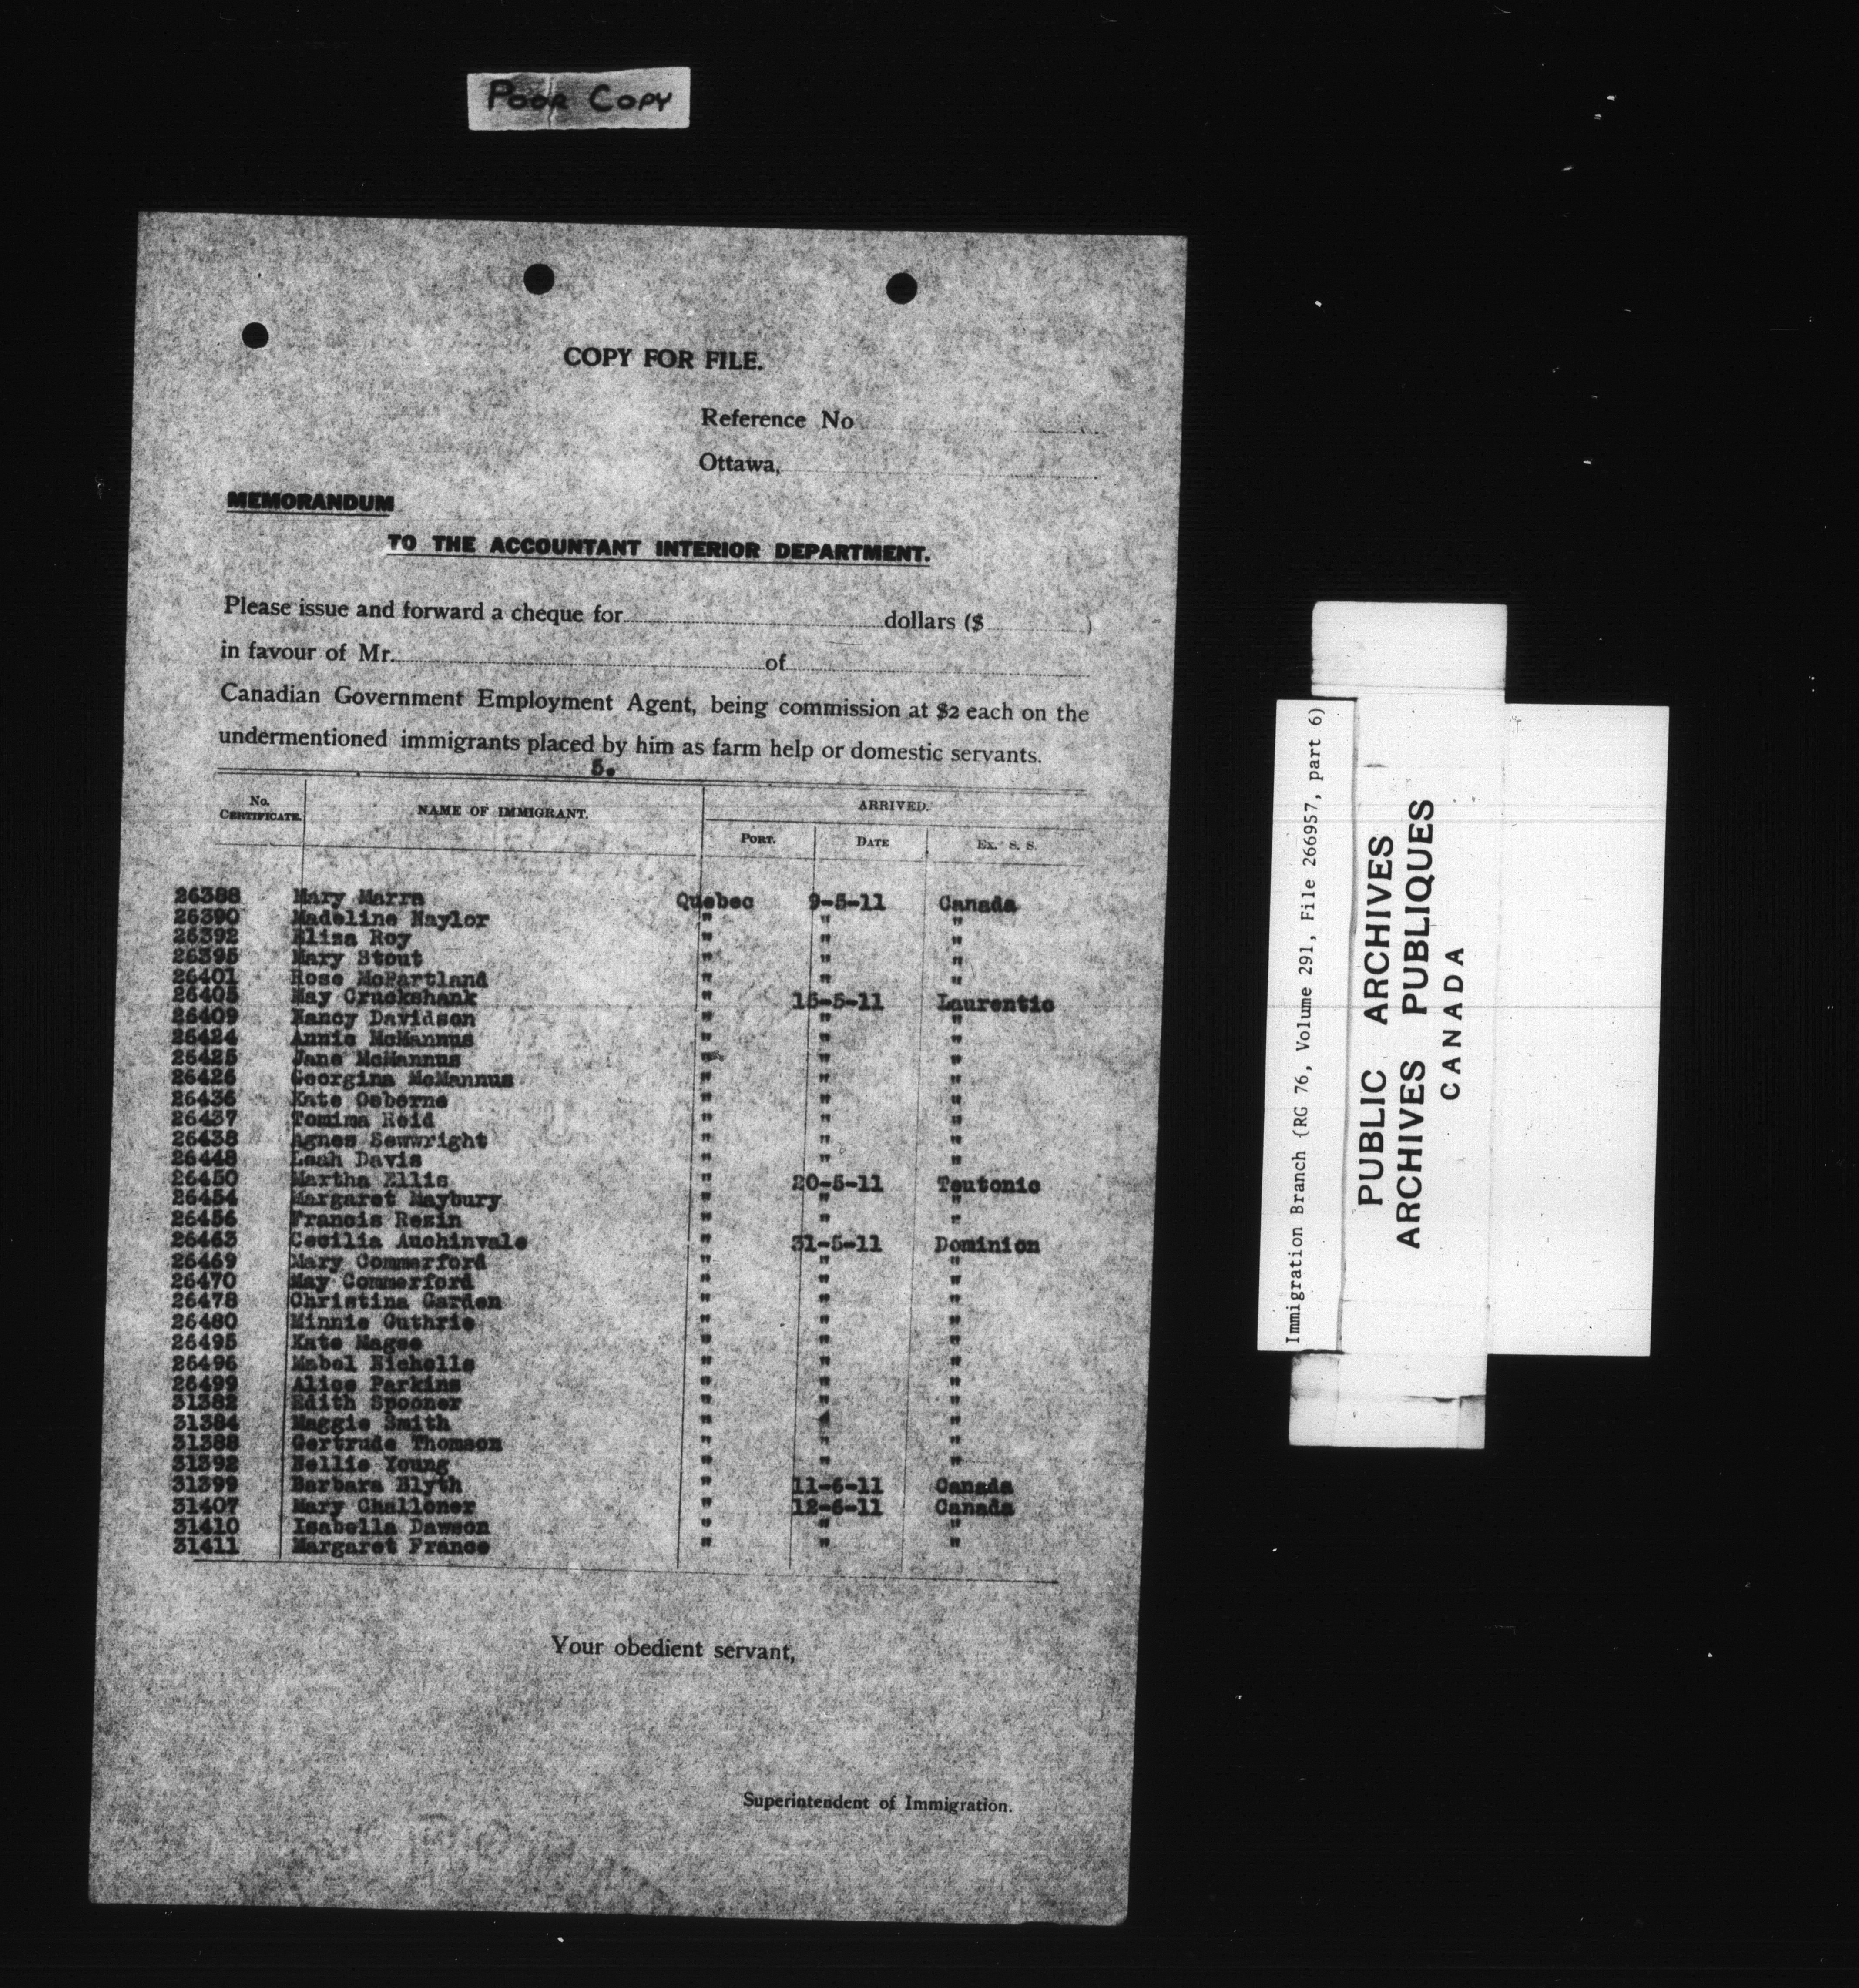 POOR COPY
COPY FOR FILE.
Reference No
Ottawa,
MEMORANDUM
TO THE ACCOUNTANT INTERIOR DEPARTMENT.
Please issue and forward a cheque for dollars ($ )
in favour of Mr. of
Canadian Government Employment Agent, being commission at $2 each on the
undermentioned immigrants placed by him as farm help or domestic servants.
5.
No. CERTIFICATE. NAME OF IMMIGRANT. ARRIVED.
PORT. DATE EX. S. S.
26388 Mary Marra Quebec 9-5-11 Canada
26390 Madeline Naylor " " "
26392 Eliza Roy " " "
26395 Mary Stout " " "
26401 Rose McPartland " " "
26405 May Cruckshank " 15-5-11 Laurentic
26409 Nancy Davidson " " "
26424 Annie McMannus " " "
26425 Jane McMannus " " "
26426 Georgina McMannus " " "
26436 Kate Osborne " " "
26437 Tomima Reid " " "
26438 Agnes Sewwright " " "
26448 Leah Davis " " "
26450 Martha Ellis " 20-5-11 Teutonic
26454 Margaret Maybury " " "
26456 Francis Resin " " "
26463 Cecilia Auchinvale " 31-5-11 Dominion
26469 Mary Commerford " " "
26470 May Commerford " " "
26478 Christina Garden " " "
26480 Minnie Guthrie " " "
26495 Kate Magee " " "
26496 Mabel Nicholls " " "
26499 Alice Parkins " " "
31382 Edith Spooner " " "
31384 Maggie Smith " " "
31388 Gertrude Thomson " " "
31392 Nellie Young " " "
31399 Barbara Blyth " 11-6-11 Canada
31407 Mary Challoner " 12-6-11 Canada
31410 Isabella Dawson " " "
31411 Margaret France " " "
Your obedient servant,
Superintendent of Immigration.
Immigration Branch (RG 76, Volume 291, File 266957, part 6)
PUBLIC ARCHIVES
ARCHIVES PUBLIQUES
CANADA